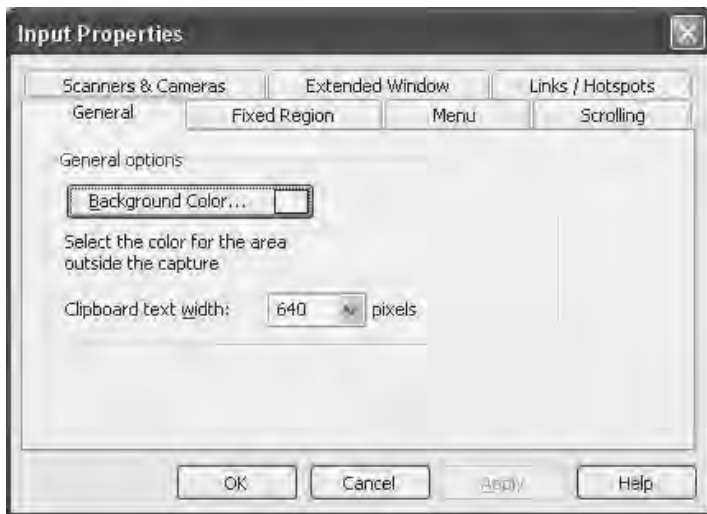 Input Properties
Scanners & Cameras Extended Window Links / Hotspots
General Fixed Region Menu Scrolling
General options
Background Color...
Select the color for the area
outside the capture
Clipboard text width: 640 pixels
OK Cancel Apply Help